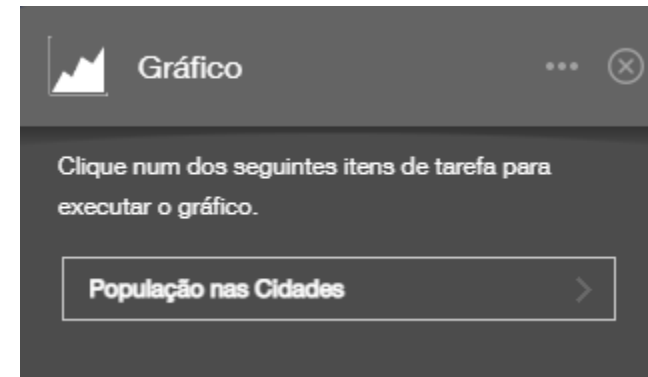 Gráfico
Clique num dos seguintes itens de tarefa para
executar o gráfico.
População nas Cidades